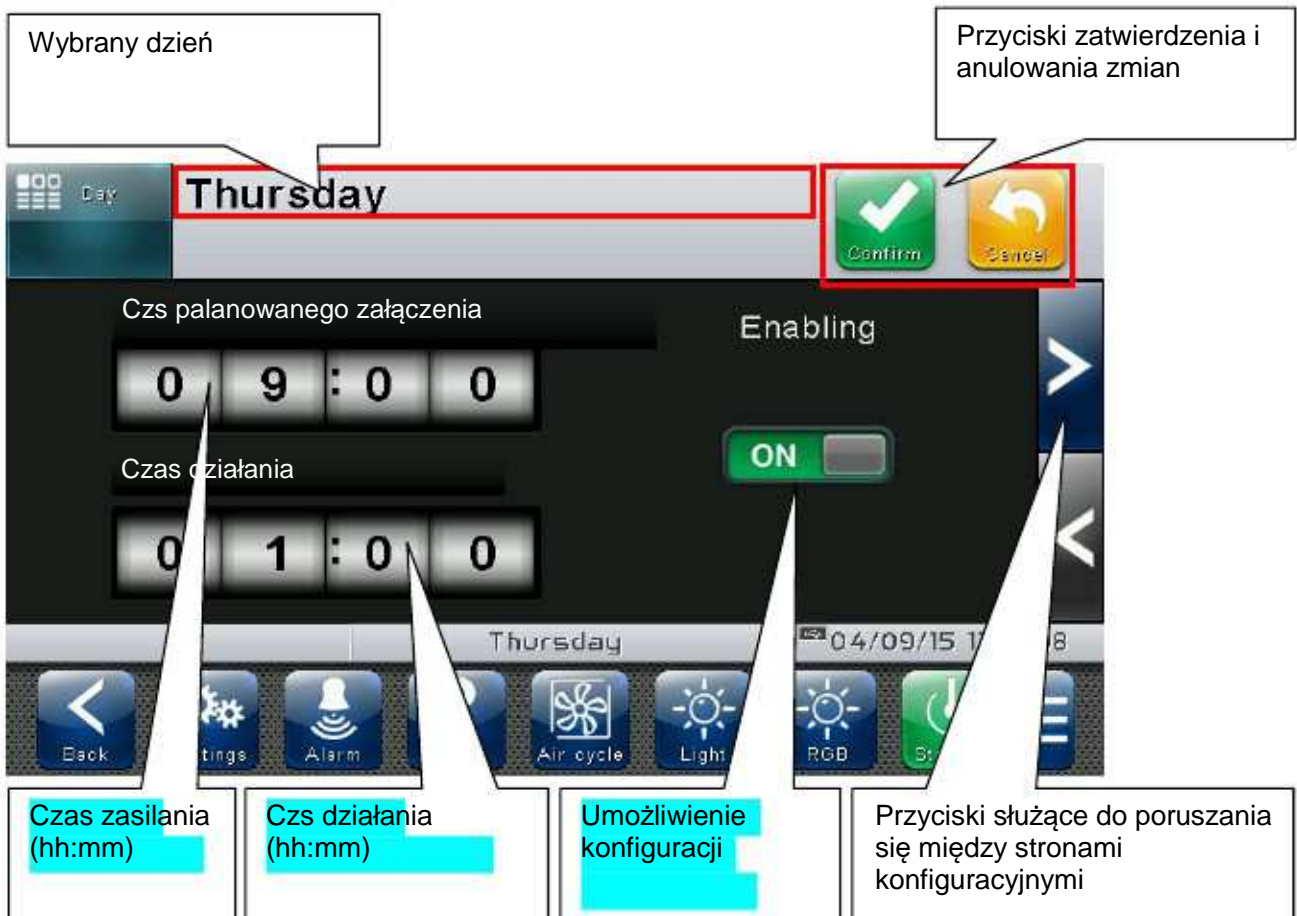 Wybrany dzień
Przyciski zatwierdzenia i
anulowania zmian
Day
Thursday
Confirm
Cancel
Czs palanowanego załączenia
Enabling
0 9 : 0 0
ON
Czas działania
0 1 : 0 0
Thursday
04/09/15
Back
Alarm
Air cycle
Light
RGB
Czas zasilania
(hh:mm)
Czs działania
(hh:mm)
Umożliwienie
konfiguracji
Przyciski służące do poruszania
się między stronami
konfiguracyjnymi